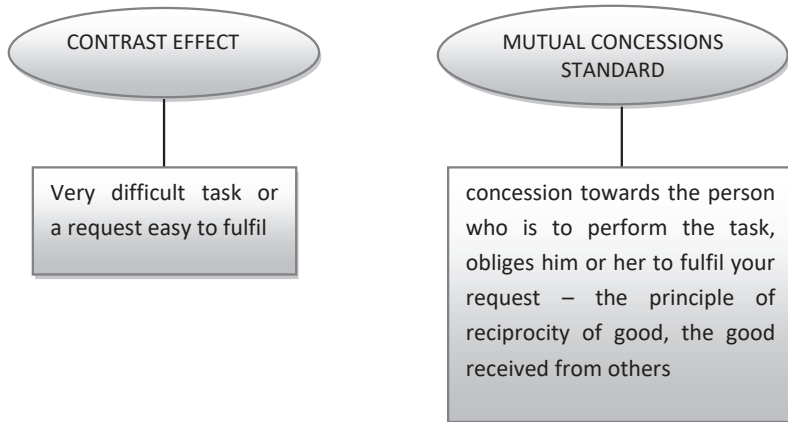 CONTRAST EFFECT
Very difficult task or
a request easy to fulfil
MUTUAL CONCESSIONS
STANDARD
concession towards the person
who is to perform the task,
obliges him or her to fulfil your
request – the principle of
reciprocity of good, the good
received from others